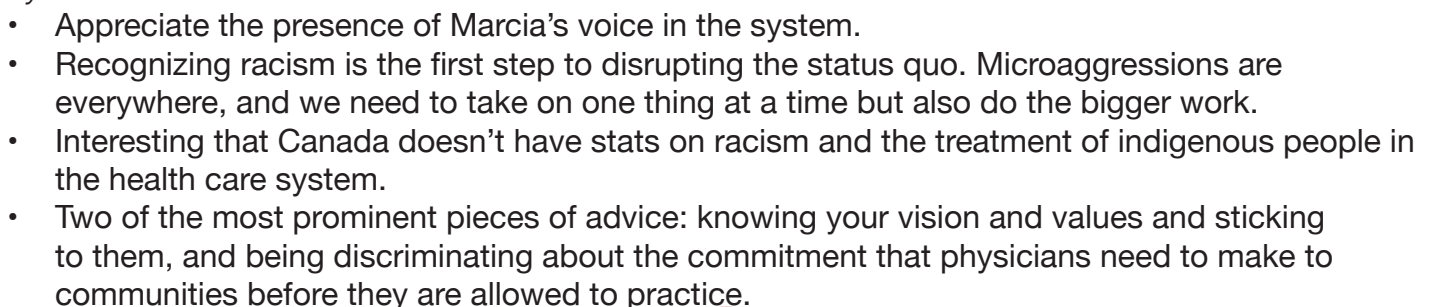 • Appreciate the presence of Marcia’s voice in the system.
• Recognizing racism is the first step to disrupting the status quo. Microaggressions are
everywhere, and we need to take on one thing at a time but also do the bigger work.
• Interesting that Canada doesn’t have stats on racism and the treatment of indigenous people in
the health care system.
• Two of the most prominent pieces of advice: knowing your vision and values and sticking
to them, and being discriminating about the commitment that physicians need to make to
communities before they are allowed to practice.